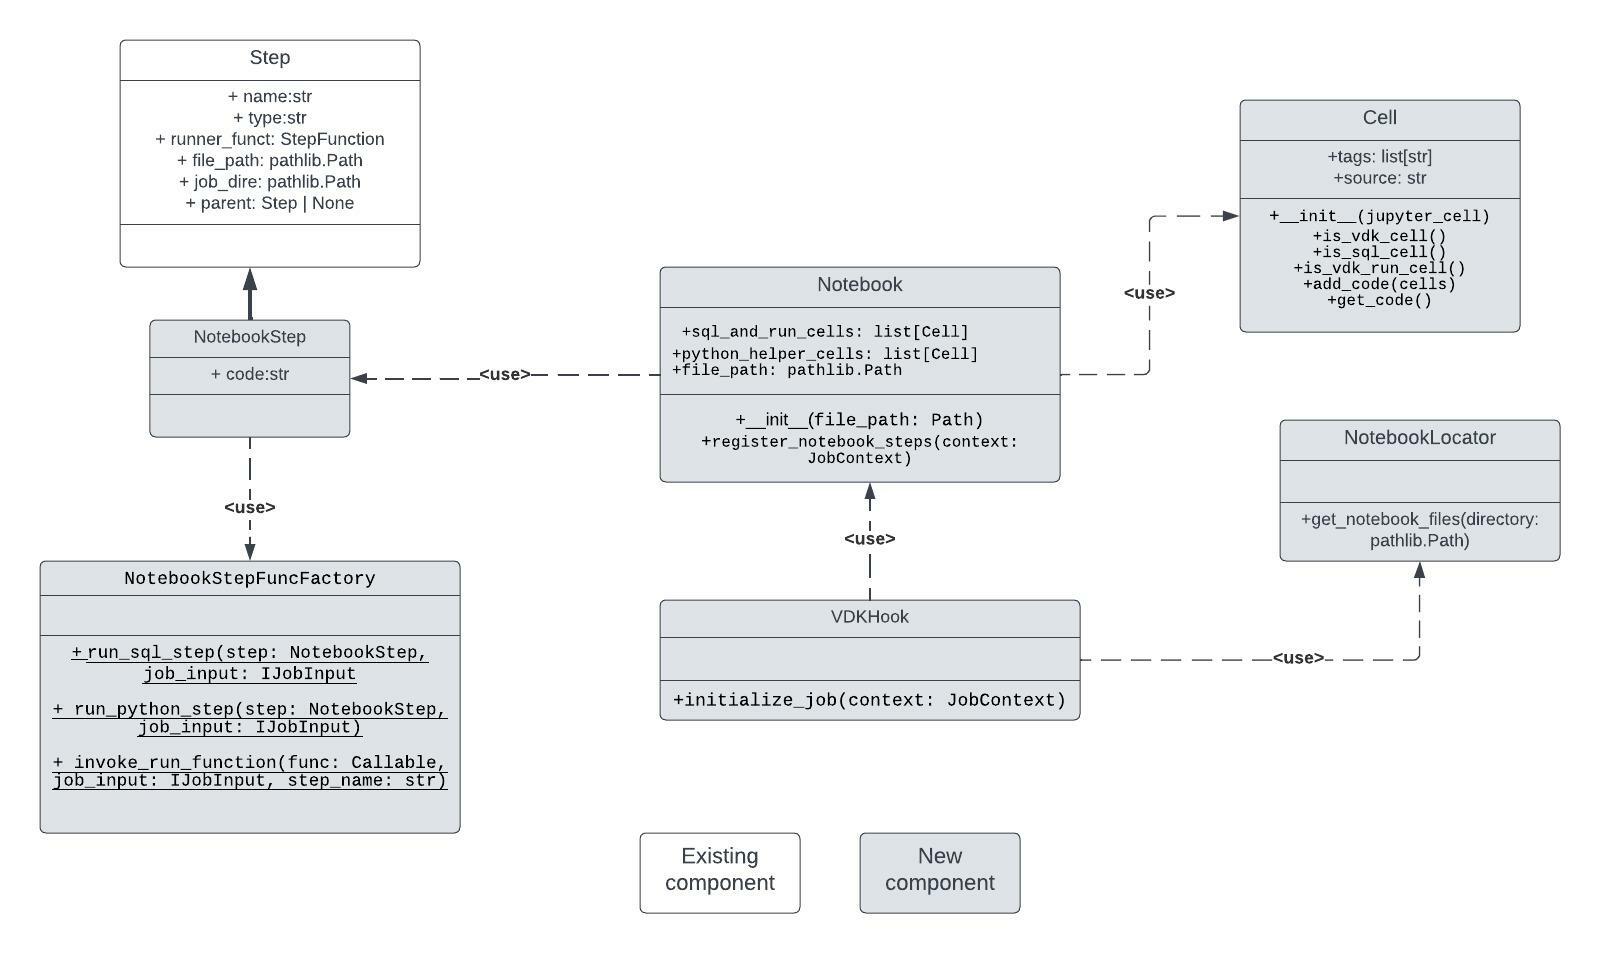 Step
+ name:str
+ type:str
+ runner_funct: StepFunction
+ file_path: pathlib.Path
+ job_dire: pathlib.Path
+ parent: Step | None
NotebookStep
+ code:str
<use>
NotebookStepFuncFactory
+ run_sql_step(step: NotebookStep,
job_input: IJobInput
+ run_python_step(step: NotebookStep,
job_input: IJobInput)
+ invoke_run_function(func: Callable,
job_input: IJobInput, step_name: str)
<use>
Notebook
+sql_and_run_cells: list[Cell]
+python_helper_cells: list[Cell]
+file_path: pathlib.Path
+__init__(file_path: Path)
+register_notebook_steps(context:
JobContext)
<use>
VDKHook
+initialize_job(context: JobContext)
<use>
Cell
+tags: list[str]
+source: str
+__init__(jupyter_cell)
+is_vdk_cell()
+is_sql_cell()
+is_vdk_run_cell()
+add_code(cells)
+get_code()
NotebookLocator
+get_notebook_files(directory:
pathlib.Path)
<use>
Existing
component
New
component